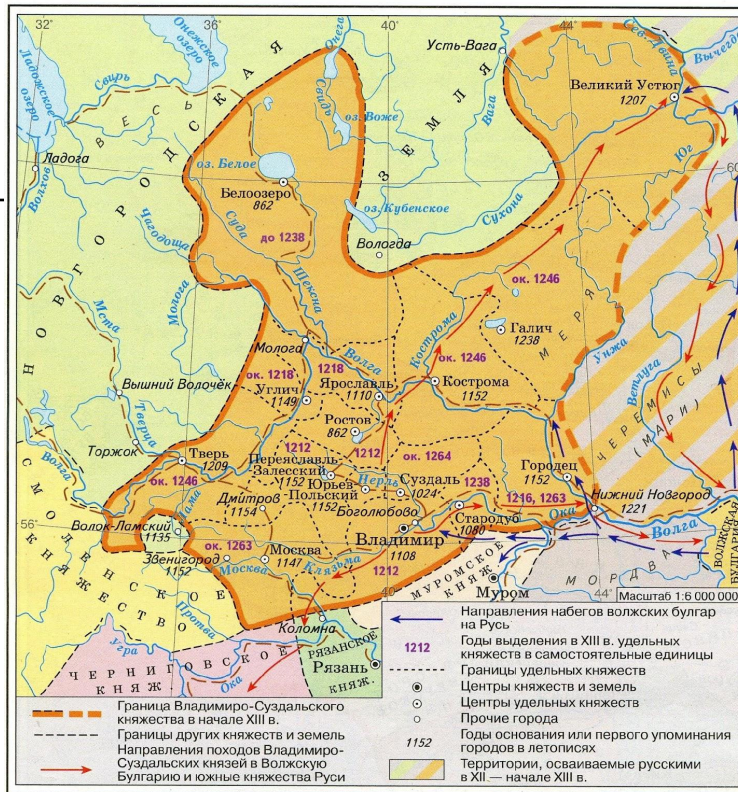 32°
36°
40°
44°
Онежское
озеро
Онега
Усть-Вага
Сев. Двина
Вычегда
Ладожское
озеро
Свирь
Свидь
оз. Воже
Вага
Великий Устюг
1207
ВЕСЬ
НОВГОРОДСКАЯ
ЗЕМЛЯ
Ладога
Волхов
оз. Белое
Белоозеро
862
оз. Кубенское
Сухона
Юг
60
Чагодоща
Суда
до 1238
Вологда
Шексна
Молога
Мста
ок. 1246
Кострома
Галич
1238
МЕРЯ
Унжа
Ветлуга
Молога
Волга
ок. 1246
ок. 1218
1218
Вышний Волочёк
Углич
1149
Ярославль
1110
Кострома
1152
ЧЕРЕМИСЫ
(МАРИ)
Ростов
862
Тверца
Торжок
Волга
Тверь
1209
1212
1212
ок. 1264
Переяславль-
Залесский
1152
Нерль
Суздаль
1024
Юрьев
Польский
1152
Городец
1152
ок. 1246
Лама
Дмитров
1154
Боголюбово
1238
1216, 1263
Нижний Новгород
1221
56°
Волок-Ламский
1135
Стародуб
1080
Ока
Волга
Владимир
1108
ВОЛЖСКАЯ
БУЛГАРИЯ
Звенигород
1152
ок. 1263
Москва
1147
Москва
Клязьма
1212
МУРОМСКОЕ
КНЯЖ.
МОРДВА
СМОЛЕНСКОЕ
КНЯЖЕСТВО
40
Муром
44°
Масштаб 1:6 000 000
Протва
Коломна
Угра
РЯЗАНСКОЕ
КНЯЖ.
Рязань
ЧЕРНИГОВСКОЕ
КНЯЖ.
Ока
Направления набегов волжских булгар
на Русь
1212
Годы выделения в XIII в. удельных
княжеств в самостоятельные единицы
Границы удельных княжеств
Центры княжеств и земель
Центры удельных княжеств
Прочие города
1152
Годы основания или первого упоминания
городов в летописях
Территории, осваиваемые русскими
в XII — начале XIII в.
Граница Владимиро-Суздальского
княжества в начале XIII в.
Границы других княжеств и земель
Направления походов Владимиро-
Суздальских князей в Волжскую
Булгарию и южные княжества Руси